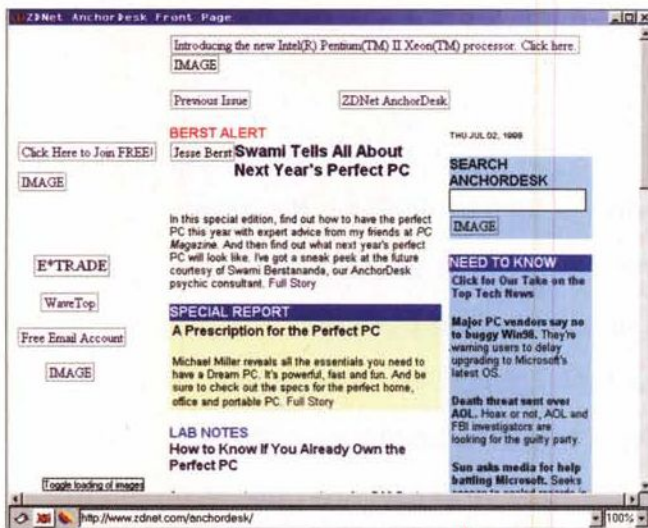 ZDNet AnchorDesk Front Page
Introducing the new Intel(R) Pentium(TM) II Xeon(TM) processor. Click here.
IMAGE
Previous Issue
ZDNet AnchorDesk
Click Here to Join FREE!
IMAGE
E*TRADE
WaveTop
Free Email Account
IMAGE
Toggle loading of images
BERST ALERT
Jesse Berst Swami Tells All About
Next Year's Perfect PC
In this special edition, find out how to have the perfect
PC this year with expert advice from my friends at PC
Magazine. And then find out what next year's perfect
PC will look like. I've got a sneak peek at the future
courtesy of Swami Berstananda, our AnchorDesk
psychic consultant. Full Story
SPECIAL REPORT
A Prescription for the Perfect PC
Michael Miller reveals all the essentials you need to
have a Dream PC. It's powerful, fast and fun. And be
sure to check out the specs for the perfect home,
office and portable PC. Full Story
LAB NOTES
How to Know If You Already Own the
Perfect PC
THU JUL 02, 1998
SEARCH
ANCHORDESK
IMAGE
NEED TO KNOW
Click for Our Take on the
Top Tech News
Major PC vendors say no
to buggy Win98. They're
warning users to delay
upgrading to Microsoft's
latest OS.
Death threat sent over
AOL. Hoax or not, AOL and
FBI investigators are
looking for the guilty party.
Sun asks media for help
battling Microsoft. Seeks
http://www.zdnet.com/anchordesk/
100%